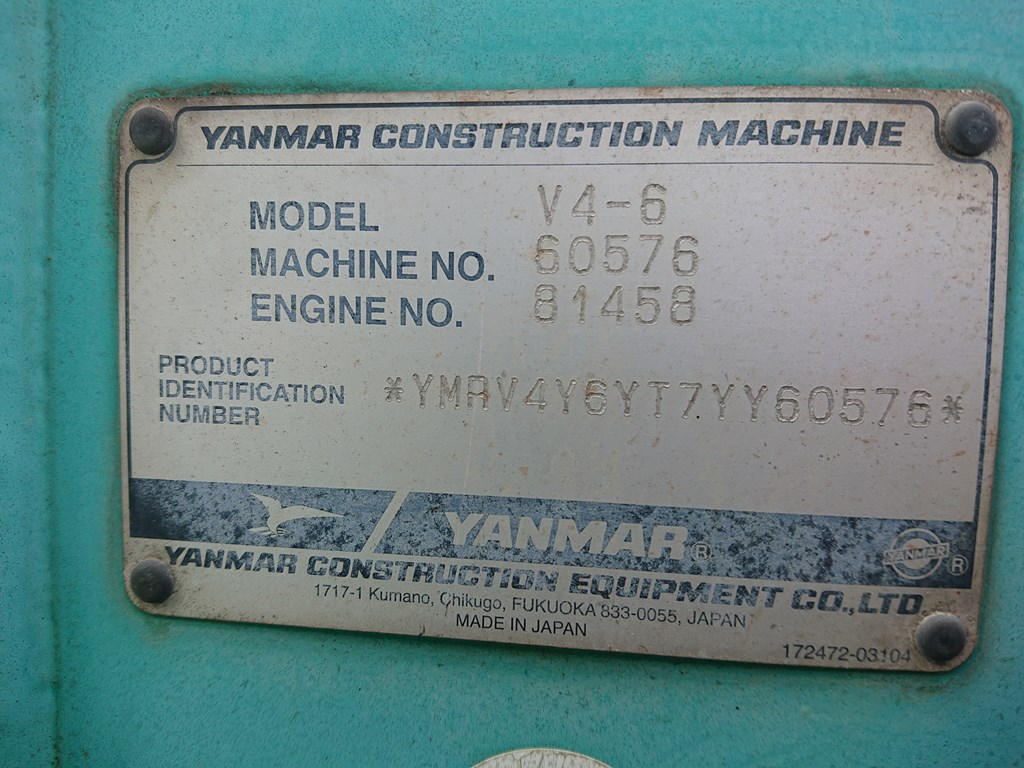 YANMAR CONSTRUCTION MACHINE
MODEL V4-6
MACHINE NO. 60576
ENGINE NO. 81458
PRODUCT
IDENTIFICATION
NUMBER
*YMRV4Y6YT7YY60576*
YANMAR®
YANMAR®
YANMAR CONSTRUCTION EQUIPMENT CO.,LTD.
1717-1 Kumano, Chikugo, FUKUOKA 833-0055, JAPAN
MADE IN JAPAN
172472-03104